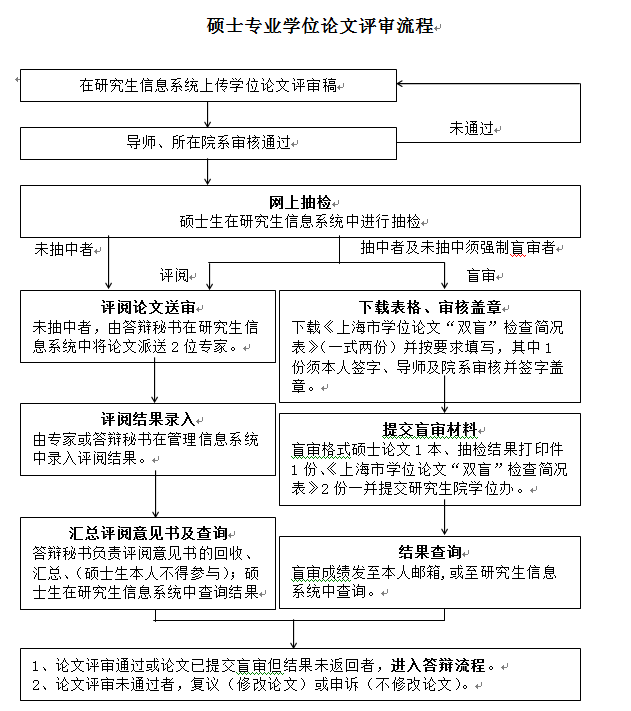 硕士专业学位论文评审流程
在研究生信息系统上传学位论文评审稿
未通过
导师、所在院系审核通过
网上抽检
硕士生在研究生信息系统中进行抽检
未抽中者
抽中者及未抽中须强制盲审者
评阅
盲审
评阅论文送审
未抽中者，由答辩秘书在研究生信
息系统中将论文派送2位专家。
下载表格、审核盖章
下载《上海市学位论文“双盲”检查简况
表》（一式两份）并按要求填写，其中1
份须本人签字、导师及院系审核并签字盖
章。
评阅结果录入
由专家或答辩秘书在管理信息系统
中录入评阅结果。
提交盲审材料
盲审格式硕士论文1本、抽检结果打印件
1份、《上海市学位论文“双盲”检查简况
表》2份一并提交研究生院学位办。
汇总评阅意见书及查询
答辩秘书负责评阅意见书的回收、
汇总、（硕士生本人不得参与）；硕
士生在研究生信息系统中查询结果
结果查询
盲审成绩发至本人邮箱,或至研究生信息
系统中查询。
1、论文评审通过或论文已提交盲审但结果未返回者，进入答辩流程。
2、论文评审未通过者，复议（修改论文）或申诉（不修改论文）。